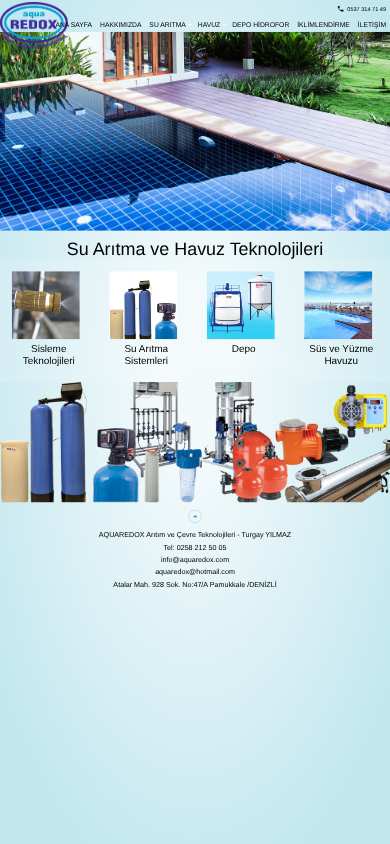 aqua
REDOX
0537 314 71 49
ANA SAYFA HAKKIMIZDA SU ARITMA HAVUZ DEPO HİDROFOR İKLİMLENDİRME İLETİŞİM
Su Arıtma ve Havuz Teknolojileri
Sisleme
Teknolojileri
Su Arıtma
Sistemleri
Depo
Süs ve Yüzme
Havuzu
AQUAREDOX Arıtım ve Çevre Teknolojileri - Turgay YILMAZ
Tel: 0258 212 50 05
info@aquaredox.com
aquaredox@hotmail.com
Atalar Mah. 928 Sok. No:47/A Pamukkale /DENİZLİ